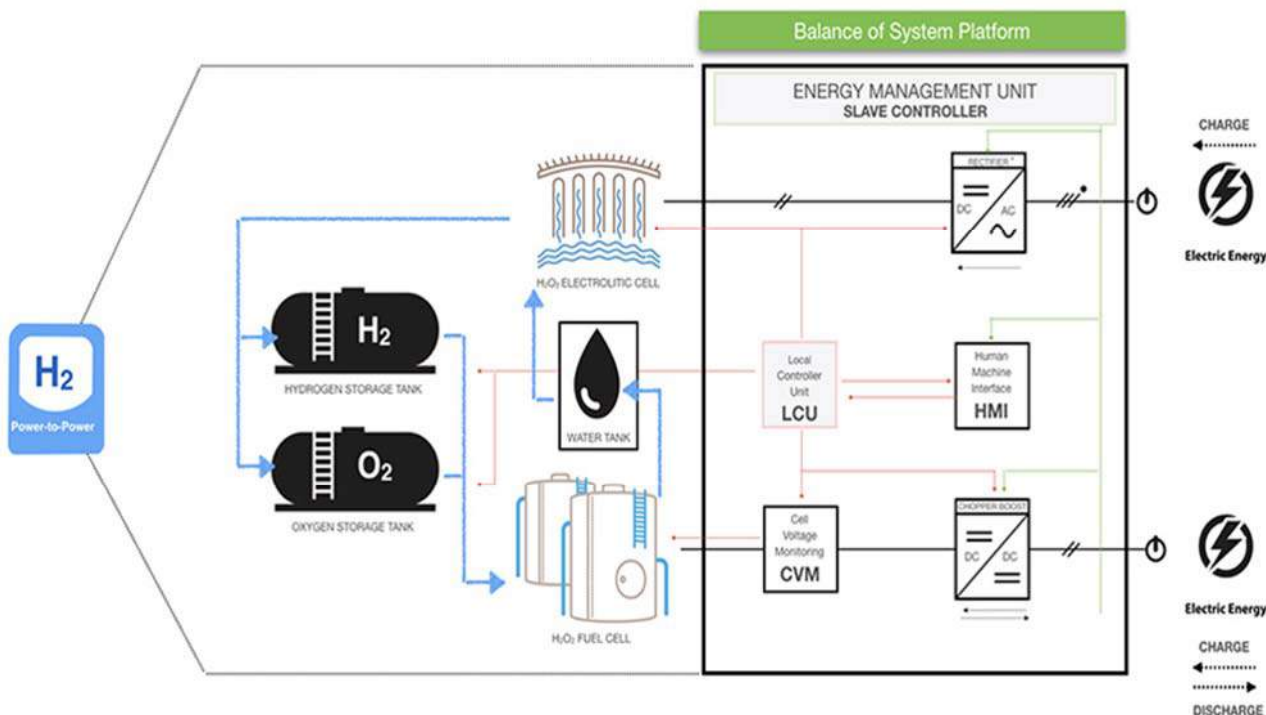 Balance of System Platform
ENERGY MANAGEMENT UNIT
SLAVE CONTROLLER
CHARGE
RECTIFIER *
DC
AC
Electric Energy
H₂O₂ ELECTROLITIC CELL
H₂
HYDROGEN STORAGE TANK
WATER TANK
Local
Controller
Unit
LCU
Human
Machine
Interface
HMI
H₂
Power-to-Power
O₂
OXYGEN STORAGE TANK
Cell
Voltage
Monitoring
CVM
CHOPPER BOOST
DC
DC
Electric Energy
H₂O₂ FUEL CELL
CHARGE
DISCHARGE